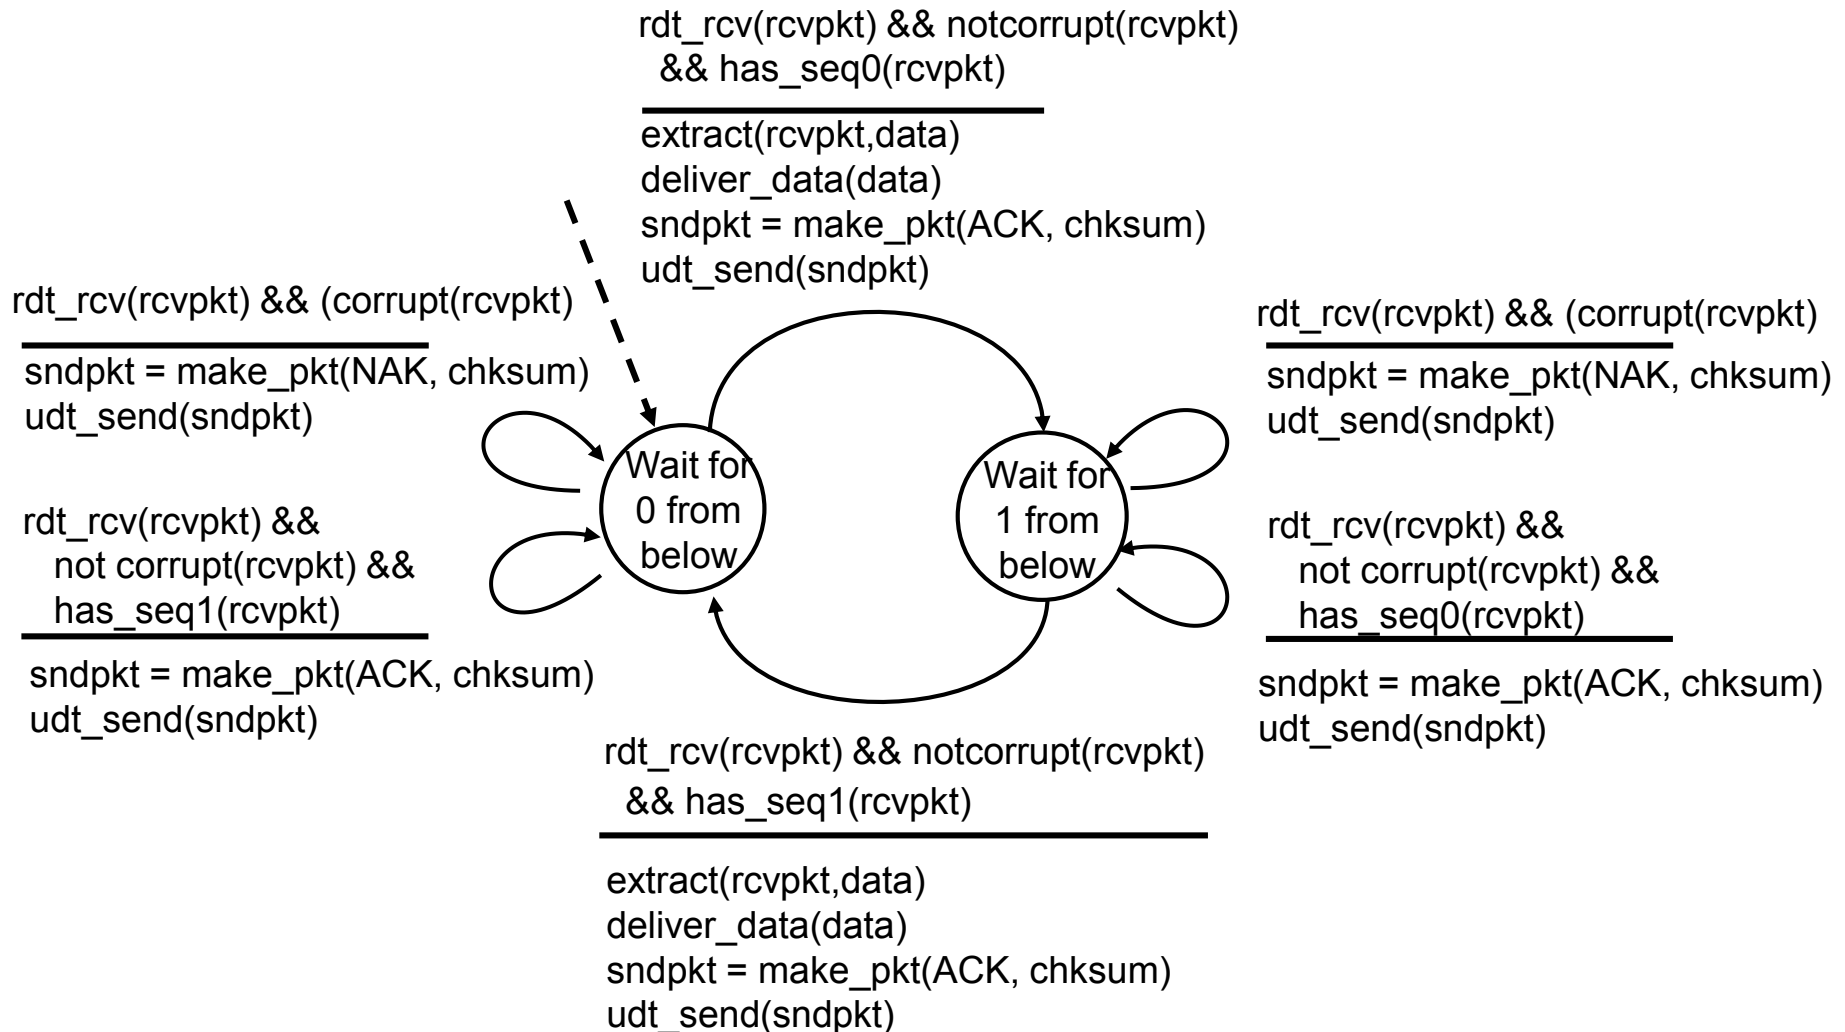 rdt_rcv(rcvpkt) && notcorrupt(rcvpkt)
&& has_seq0(rcvpkt)
extract(rcvpkt,data)
deliver_data(data)
sndpkt = make_pkt(ACK, chksum)
udt_send(sndpkt)
rdt_rcv(rcvpkt) && (corrupt(rcvpkt)
sndpkt = make_pkt(NAK, chksum)
udt_send(sndpkt)
rdt_rcv(rcvpkt) &&
not corrupt(rcvpkt) &&
has_seq1(rcvpkt)
sndpkt = make_pkt(ACK, chksum)
udt_send(sndpkt)
Wait for
0 from
below
Wait for
1 from
below
rdt_rcv(rcvpkt) && (corrupt(rcvpkt)
sndpkt = make_pkt(NAK, chksum)
udt_send(sndpkt)
rdt_rcv(rcvpkt) &&
not corrupt(rcvpkt) &&
has_seq0(rcvpkt)
sndpkt = make_pkt(ACK, chksum)
udt_send(sndpkt)
rdt_rcv(rcvpkt) && notcorrupt(rcvpkt)
&& has_seq1(rcvpkt)
extract(rcvpkt,data)
deliver_data(data)
sndpkt = make_pkt(ACK, chksum)
udt_send(sndpkt)